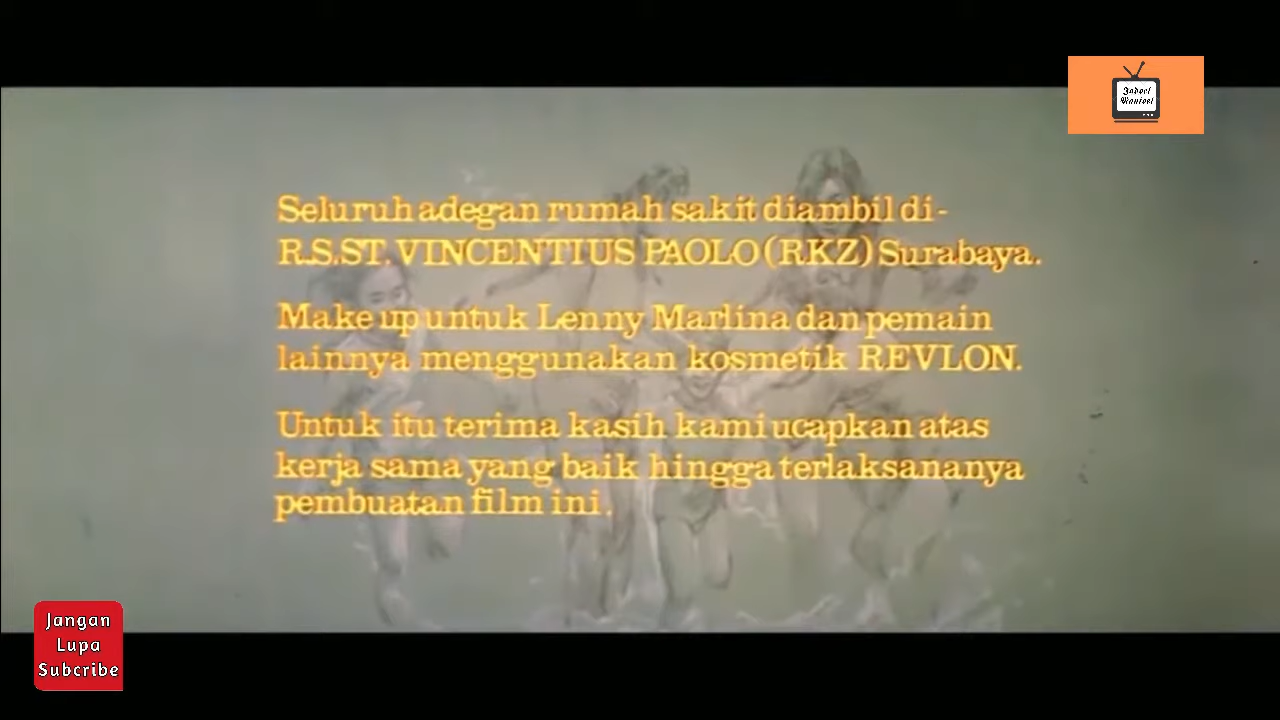 Jadoel
Seluruh adegan rumah sakit diambil di-
R.S.ST. VINCENTIUS PAOLO (RKZ) Surabaya.
Make up untuk Lenny Marlina dan pemain
lainnya menggunakan kosmetik REVLON.
Untuk itu terima kasih kami ucapkan atas
kerja sama yang baik hingga terlaksananya
pembuatan film ini.
Jangan
Lupa
Subcribe